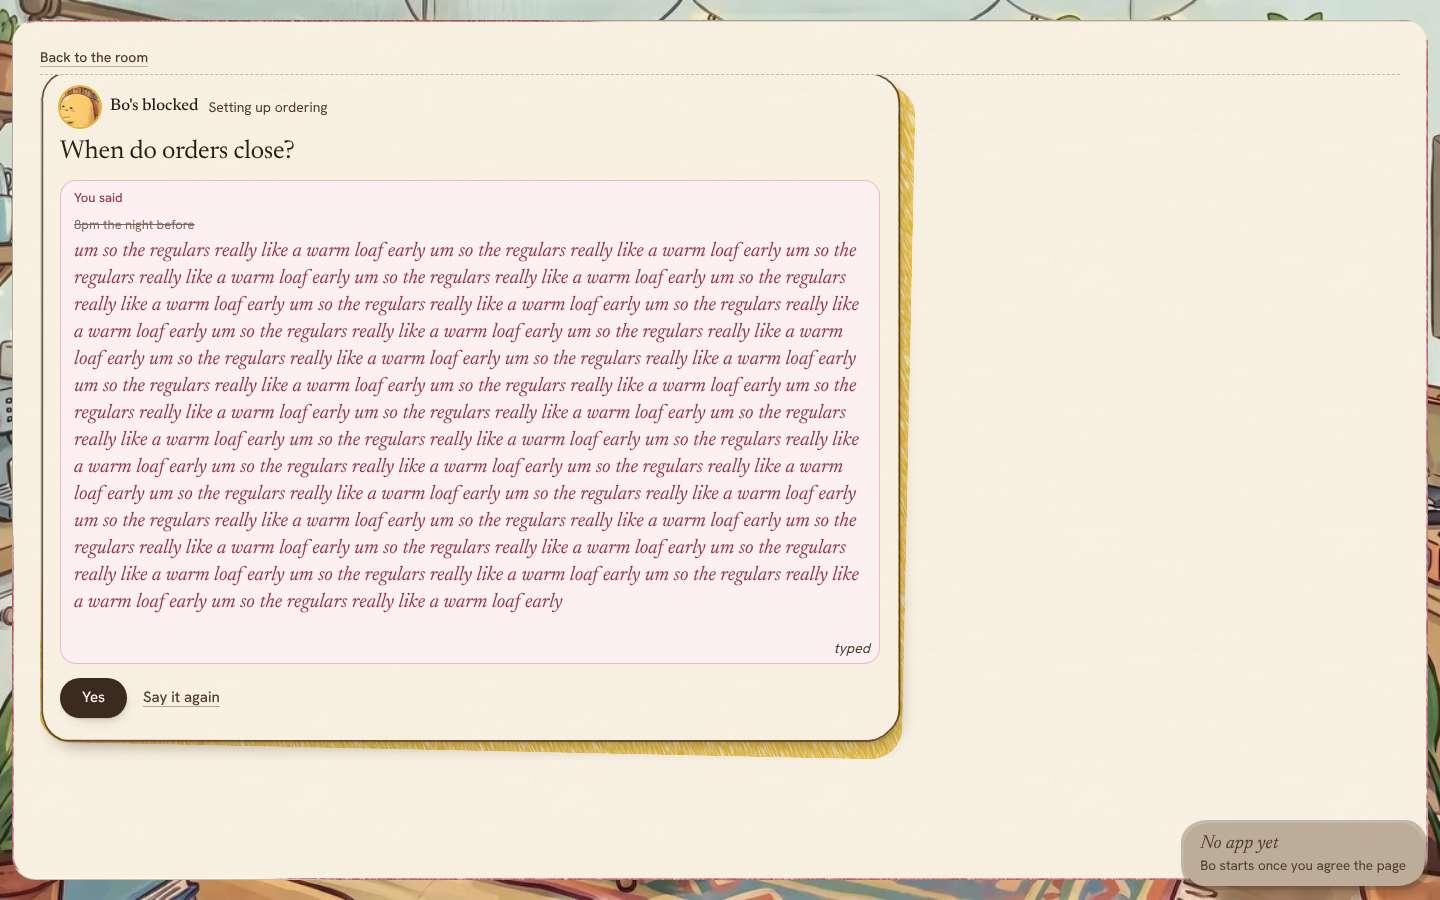 Back to the room
Bo's blocked Setting up ordering
When do orders close?
You said
8pm the night before
um so the regulars really like a warm loaf early um so the regulars really like a warm loaf early um so the
regulars really like a warm loaf early um so the regulars really like a warm loaf early um so the regulars
really like a warm loaf early um so the regulars really like a warm loaf early um so the regulars really like
a warm loaf early um so the regulars really like a warm loaf early um so the regulars really like a warm
loaf early um so the regulars really like a warm loaf early um so the regulars really like a warm loaf early
um so the regulars really like a warm loaf early um so the regulars really like a warm loaf early um so the
regulars really like a warm loaf early um so the regulars really like a warm loaf early um so the regulars
really like a warm loaf early um so the regulars really like a warm loaf early um so the regulars really like
a warm loaf early um so the regulars really like a warm loaf early um so the regulars really like a warm
loaf early um so the regulars really like a warm loaf early um so the regulars really like a warm loaf early
um so the regulars really like a warm loaf early um so the regulars really like a warm loaf early um so the
regulars really like a warm loaf early um so the regulars really like a warm loaf early um so the regulars
really like a warm loaf early um so the regulars really like a warm loaf early um so the regulars really like
a warm loaf early um so the regulars really like a warm loaf early
typed
Yes Say it again
No app yet
Bo starts once you agree the page